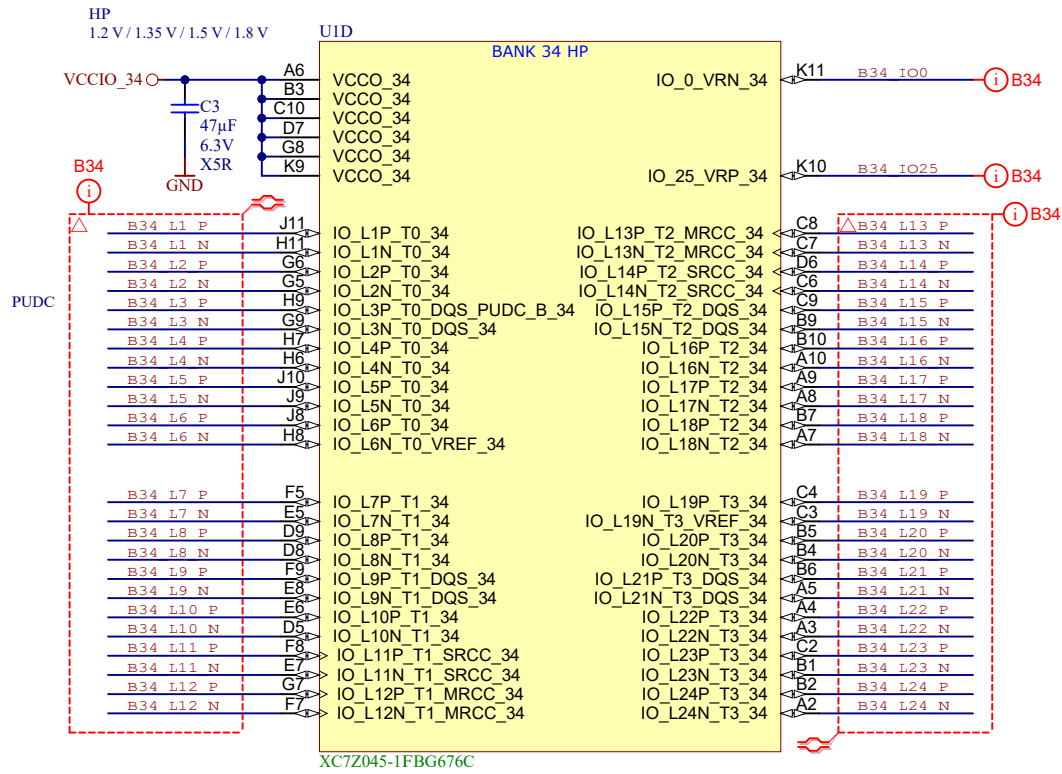 HP
1.2 V / 1.35 V / 1.5 V / 1.8 V
U1D
BANK 34 HP
VCCIO_34 A6 VCCO_34 IO_0_VRN_34 K11 B34_IO0 i B34
B3 VCCO_34
C3 C10 VCCO_34
47µF D7 VCCO_34
6.3V G8 VCCO_34
X5R K9 VCCO_34 IO_25_VRP_34 K10 B34_IO25 i B34
GND
B34
i
i B34
B34_L1_P J11 IO_L1P_T0_34 IO_L13P_T2_MRCC_34 C8 B34_L13_P
B34_L1_N H11 IO_L1N_T0_34 IO_L13N_T2_MRCC_34 C7 B34_L13_N
B34_L2_P G6 IO_L2P_T0_34 IO_L14P_T2_SRCC_34 D6 B34_L14_P
B34_L2_N G5 IO_L2N_T0_34 IO_L14N_T2_SRCC_34 C6 B34_L14_N
PUDC B34_L3_P H9 IO_L3P_T0_DQS_PUDC_B_34 IO_L15P_T2_DQS_34 C9 B34_L15_P
B34_L3_N G9 IO_L3N_T0_DQS_34 IO_L15N_T2_DQS_34 B9 B34_L15_N
B34_L4_P H7 IO_L4P_T0_34 IO_L16P_T2_34 B10 B34_L16_P
B34_L4_N H6 IO_L4N_T0_34 IO_L16N_T2_34 A10 B34_L16_N
B34_L5_P J10 IO_L5P_T0_34 IO_L17P_T2_34 A9 B34_L17_P
B34_L5_N J9 IO_L5N_T0_34 IO_L17N_T2_34 A8 B34_L17_N
B34_L6_P J8 IO_L6P_T0_34 IO_L18P_T2_34 B7 B34_L18_P
B34_L6_N H8 IO_L6N_T0_VREF_34 IO_L18N_T2_34 A7 B34_L18_N
B34_L7_P F5 IO_L7P_T1_34 IO_L19P_T3_34 C4 B34_L19_P
B34_L7_N E5 IO_L7N_T1_34 IO_L19N_T3_VREF_34 C3 B34_L19_N
B34_L8_P D9 IO_L8P_T1_34 IO_L20P_T3_34 B5 B34_L20_P
B34_L8_N D8 IO_L8N_T1_34 IO_L20N_T3_34 B4 B34_L20_N
B34_L9_P F9 IO_L9P_T1_DQS_34 IO_L21P_T3_DQS_34 B6 B34_L21_P
B34_L9_N E8 IO_L9N_T1_DQS_34 IO_L21N_T3_DQS_34 A5 B34_L21_N
B34_L10_P E6 IO_L10P_T1_34 IO_L22P_T3_34 A4 B34_L22_P
B34_L10_N D5 IO_L10N_T1_34 IO_L22N_T3_34 A3 B34_L22_N
B34_L11_P F8 IO_L11P_T1_SRCC_34 IO_L23P_T3_34 C2 B34_L23_P
B34_L11_N E7 IO_L11N_T1_SRCC_34 IO_L23N_T3_34 B1 B34_L23_N
B34_L12_P G7 IO_L12P_T1_MRCC_34 IO_L24P_T3_34 B2 B34_L24_P
B34_L12_N F7 IO_L12N_T1_MRCC_34 IO_L24N_T3_34 A2 B34_L24_N
XC7Z045-1FBG676C